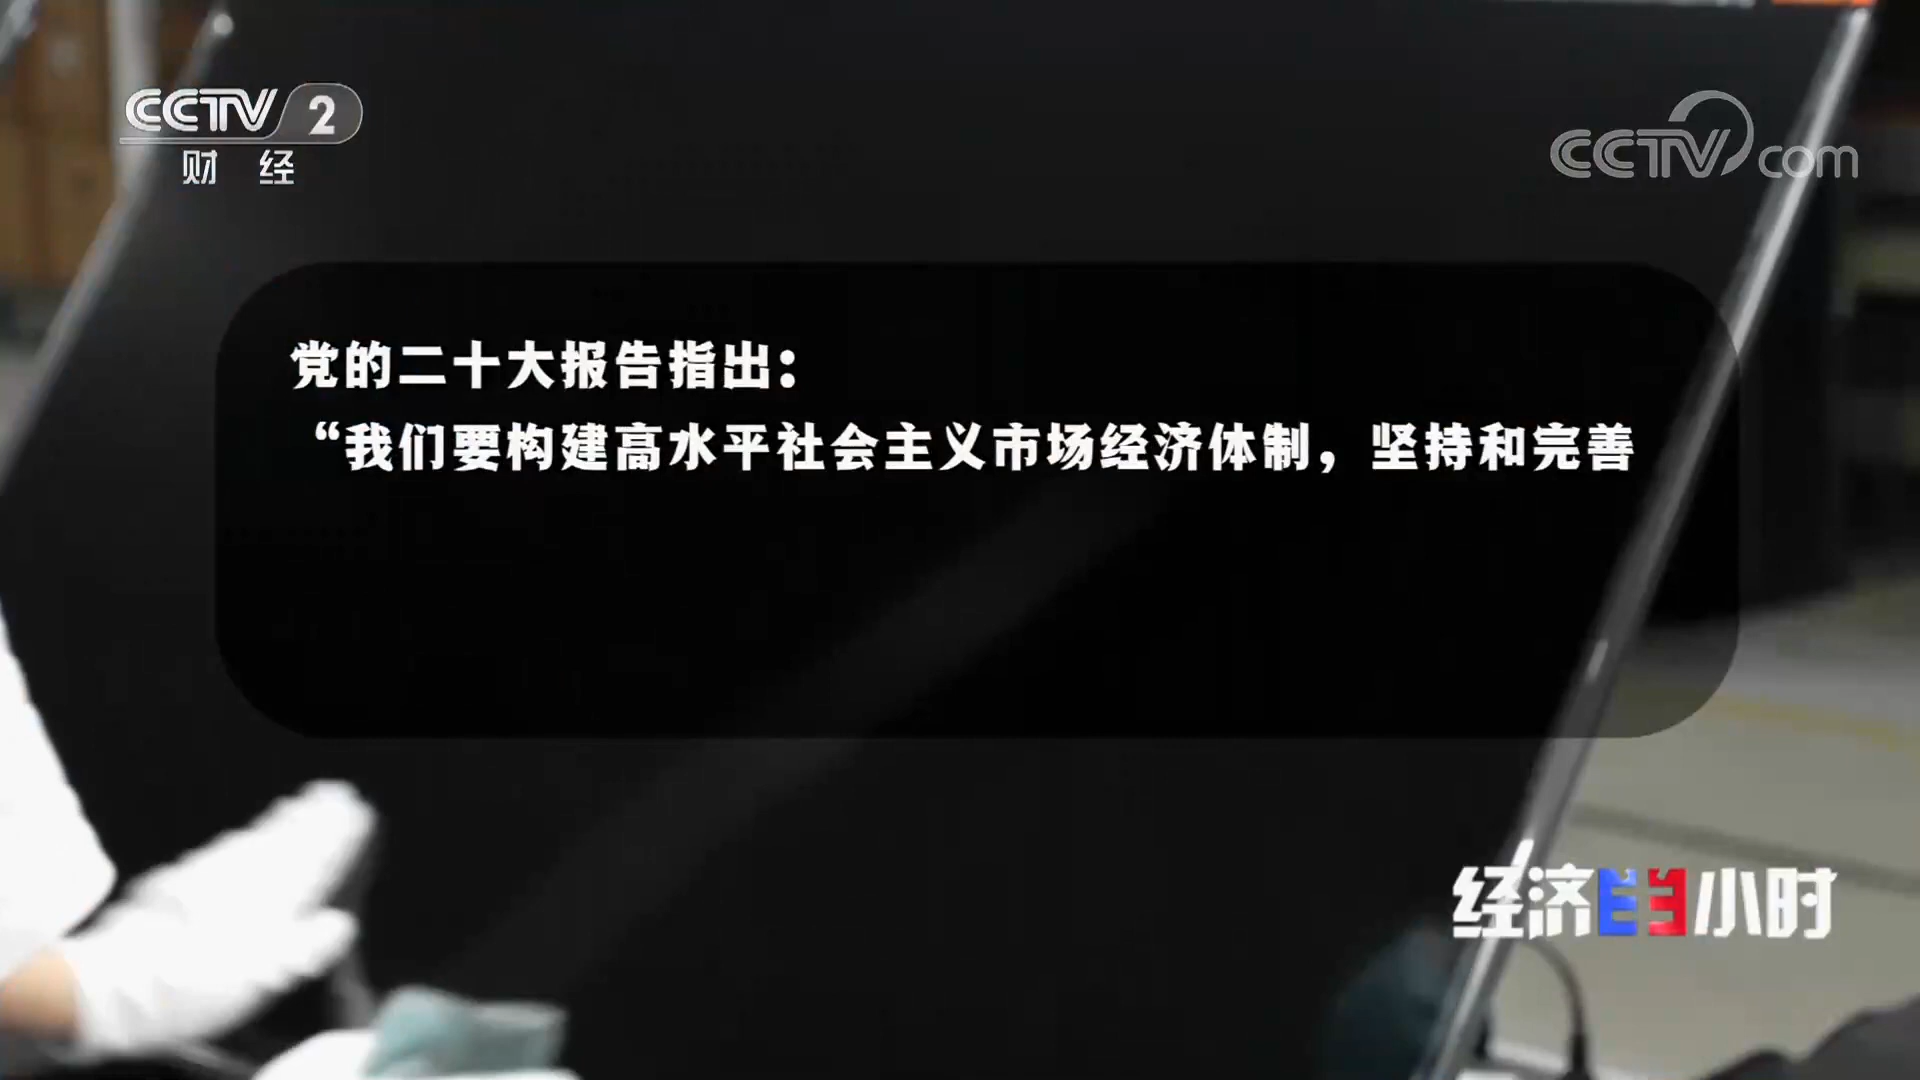 CCTV 2
财 经
CCTV com
党的二十大报告指出：
“我们要构建高水平社会主义市场经济体制，坚持和完善
经济半小时